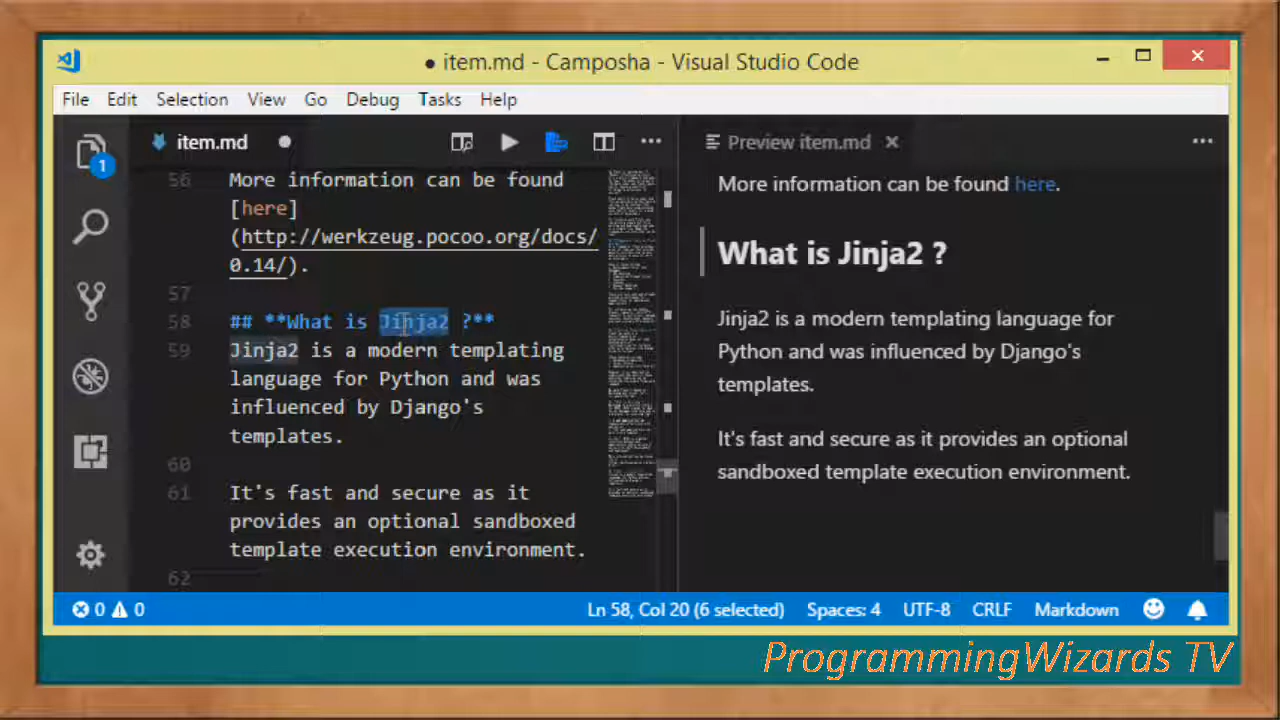 ● item.md - Camposha - Visual Studio Code
File Edit Selection View Go Debug Tasks Help
1
item.md
56 More information can be found
[here]
(http://werkzeug.pocoo.org/docs/
0.14/).
57
58 ## **What is Jinja2 ?**
59 Jinja2 is a modern templating
language for Python and was
influenced by Django's
templates.
60
61 It's fast and secure as it
provides an optional sandboxed
template execution environment.
62
Preview item.md
More information can be found here.
What is Jinja2 ?
Jinja2 is a modern templating language for
Python and was influenced by Django's
templates.
It's fast and secure as it provides an optional
sandboxed template execution environment.
0 0 Ln 58, Col 20 (6 selected) Spaces: 4 UTF-8 CRLF Markdown
ProgrammingWizards TV